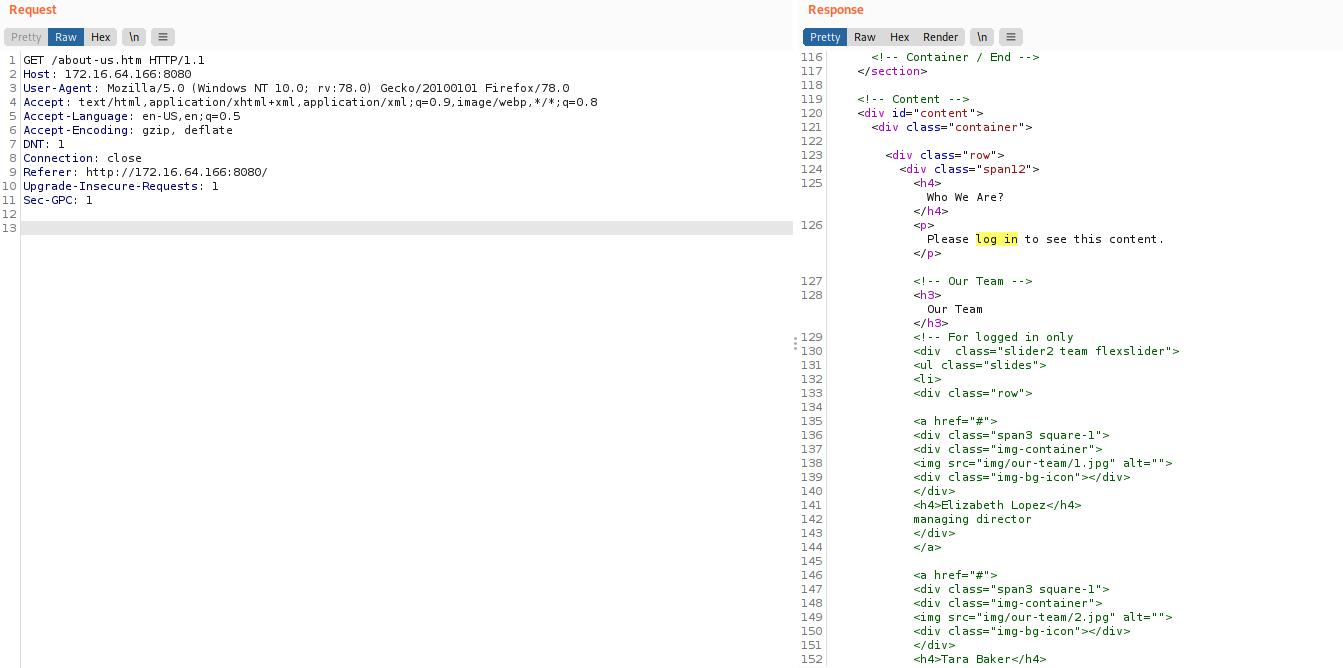 Request
Pretty Raw Hex \n ≡
1 GET /about-us.htm HTTP/1.1
2 Host: 172.16.64.166:8080
3 User-Agent: Mozilla/5.0 (Windows NT 10.0; rv:78.0) Gecko/20100101 Firefox/78.0
4 Accept: text/html,application/xhtml+xml,application/xml;q=0.9,image/webp,*/*;q=0.8
5 Accept-Language: en-US,en;q=0.5
6 Accept-Encoding: gzip, deflate
7 DNT: 1
8 Connection: close
9 Referer: http://172.16.64.166:8080/
10 Upgrade-Insecure-Requests: 1
11 Sec-GPC: 1
12
13
Response
Pretty Raw Hex Render \n ≡
116 <!-- Container / End -->
117 </section>
118
119 <!-- Content -->
120 <div id="content">
121 <div class="container">
122
123 <div class="row">
124 <div class="span12">
125 <h4>
Who We Are?
</h4>
126 <p>
Please log in to see this content.
</p>
127 <!-- Our Team -->
128 <h3>
Our Team
</h3>
129 <!-- For logged in only
130 <div  class="slider2 team flexslider">
131 <ul class="slides">
132 <li>
133 <div class="row">
134
135 <a href="#">
136 <div class="span3 square-1">
137 <div class="img-container">
138 <img src="img/our-team/1.jpg" alt="">
139 <div class="img-bg-icon"></div>
140 </div>
141 <h4>Elizabeth Lopez</h4>
142 managing director
143 </div>
144 </a>
145
146 <a href="#">
147 <div class="span3 square-1">
148 <div class="img-container">
149 <img src="img/our-team/2.jpg" alt="">
150 <div class="img-bg-icon"></div>
151 </div>
152 <h4>Tara Baker</h4>